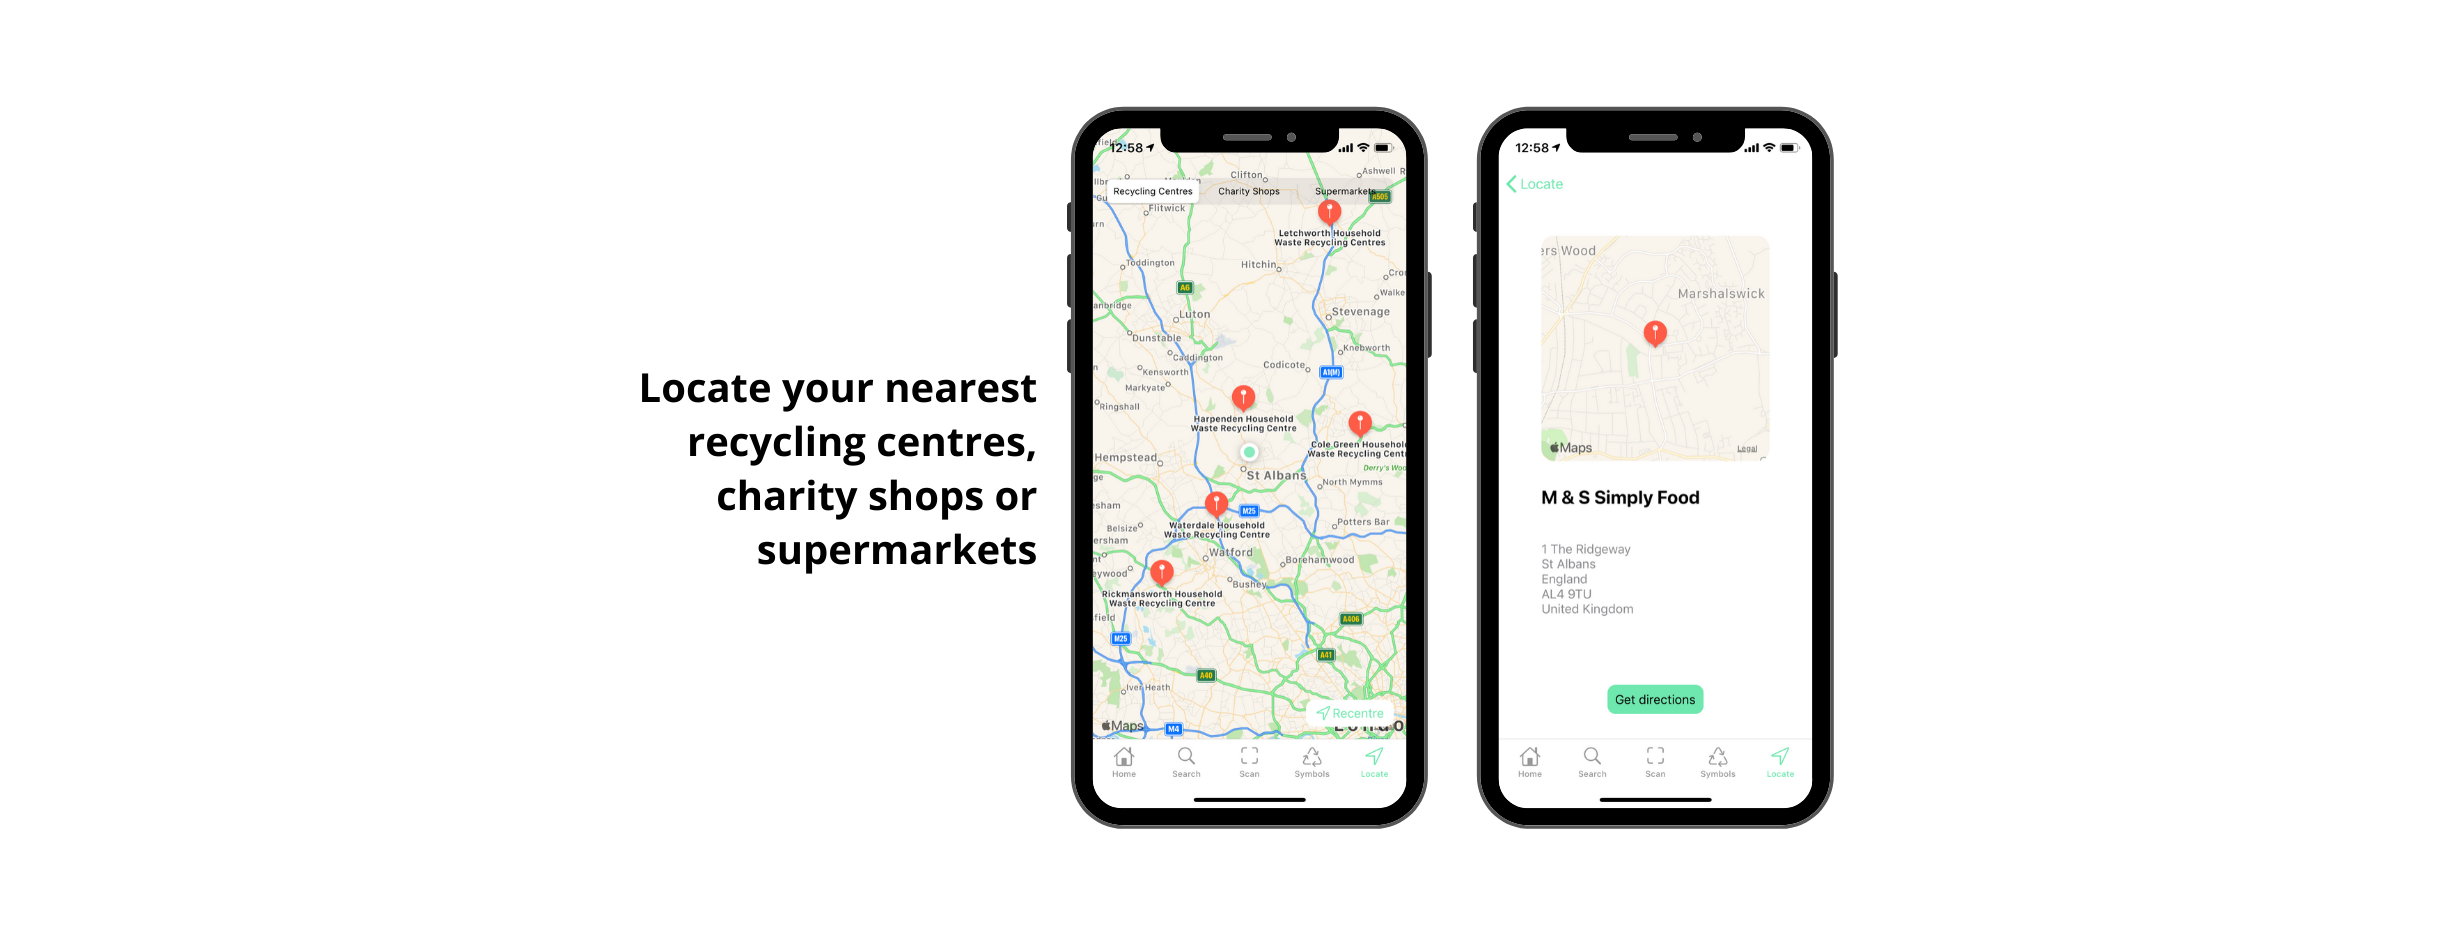 Locate your nearest
recycling centres,
charity shops or
supermarkets
12:58
Clifton
Ashwell
Recycling Centres
Charity Shops
Supermarkets
A505
Flitwick
Letchworth Household
Waste Recycling Centres
Toddington
Hitchin
A6
Luton
Stevenage
Dunstable
Caddington
Knebworth
Codicote
Kensworth
A1(M)
Markyate
Ringshall
Harpenden Household
Waste Recycling Centre
Cole Green Household
Waste Recycling Centr
Hempstead
Derry's Woo
St Albans
North Mymms
M25
Potters Bar
Belsize
Waterdale Household
Waste Recycling Centre
Watford
Borehamwood
Bushey
Rickmansworth Household
Waste Recycling Centre
A406
M25
A41
A40
Iver Heath
Recentre
Maps
M4
Home
Search
Scan
Symbols
Locate
12:58
Locate
ers Wood
Marshalswick
Maps
Legal
M & S Simply Food
1 The Ridgeway
St Albans
England
AL4 9TU
United Kingdom
Get directions
Home
Search
Scan
Symbols
Locate